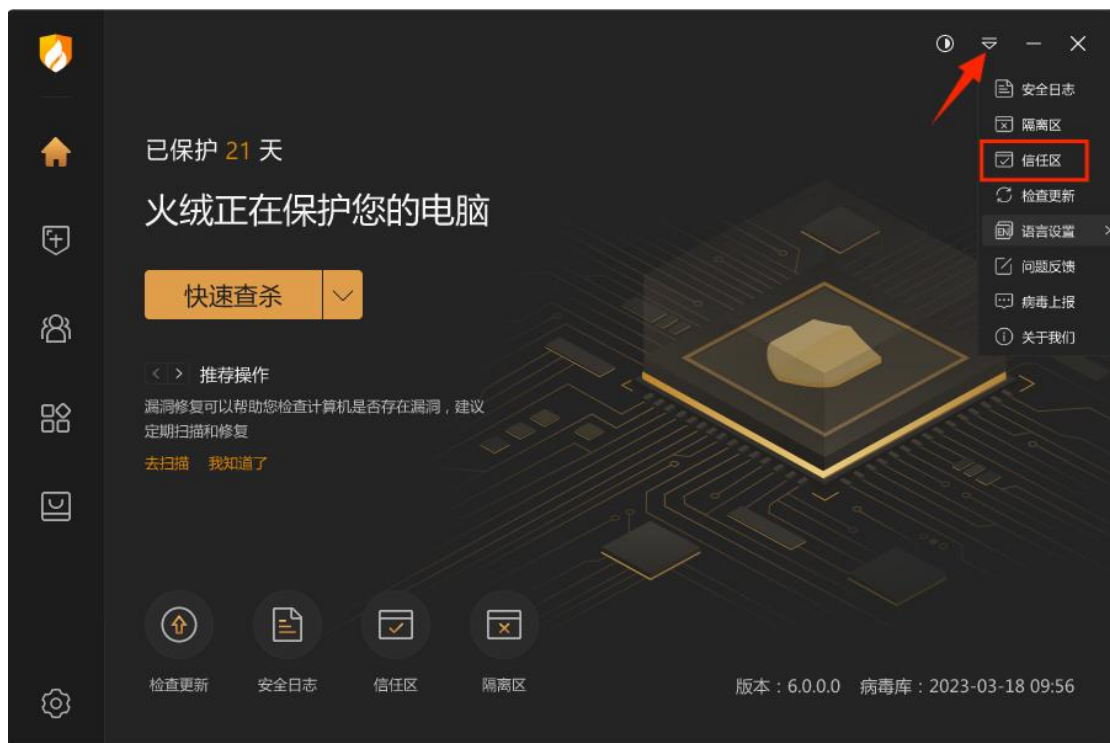 安全日志
隔离区
信任区
检查更新
EN 语言设置
问题反馈
病毒上报
关于我们
已保护 21 天
火绒正在保护您的电脑
快速查杀
推荐操作
漏洞修复可以帮助您检查计算机是否存在漏洞，建议
定期扫描和修复
去扫描 我知道了
检查更新 安全日志 信任区 隔离区
版本：6.0.0.0 病毒库：2023-03-18 09:56